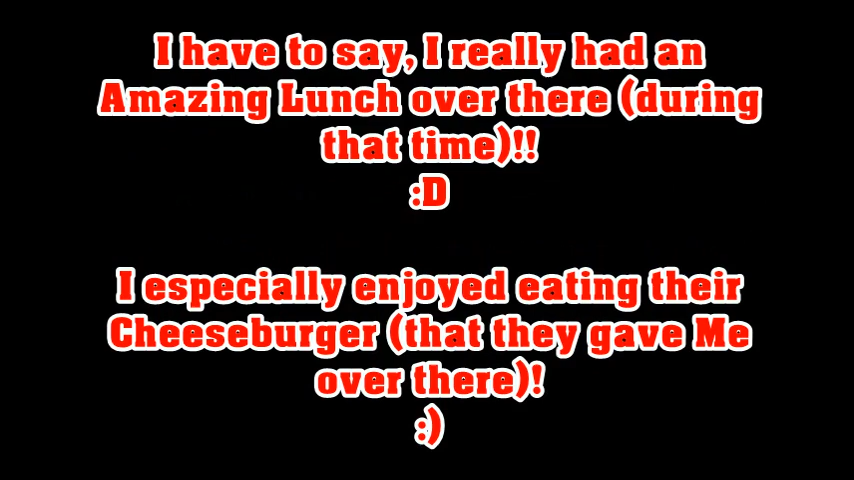 I have to say, I really had an
Amazing Lunch over there (during
that time)!!
:D
I especially enjoyed eating their
Cheeseburger (that they gave Me
over there)!
:)